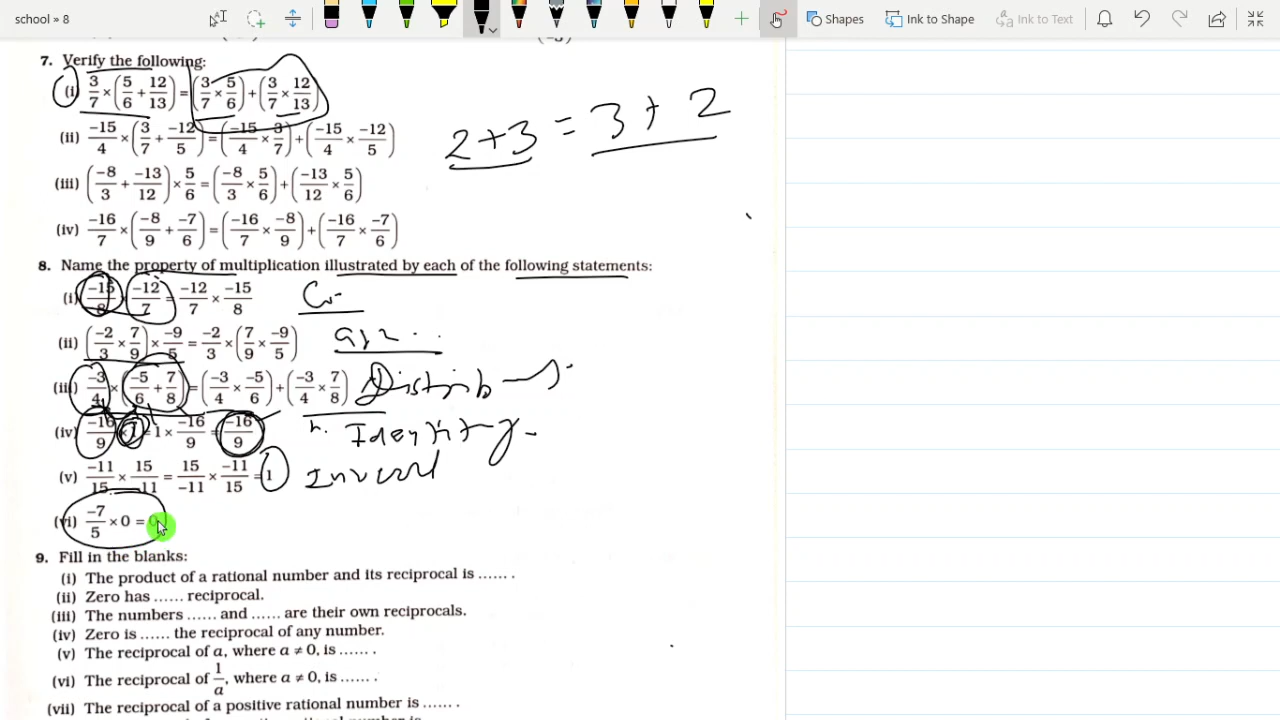 school » 8
Shapes Ink to Shape Ink to Text
7. Verify the following:
(i) 3/7 × (5/6 + 12/13) = (3/7 × 5/6) + (3/7 × 12/13)
2+3 = 3+2
(ii) -15/4 × (3/7 + -12/5) = (-15/4 × 3/7) + (-15/4 × -12/5)
(iii) (-8/3 + -13/12) × 5/6 = (-8/3 × 5/6) + (-13/12 × 5/6)
(iv) -16/7 × (-8/9 + -7/6) = (-16/7 × -8/9) + (-16/7 × -7/6)
8. Name the property of multiplication illustrated by each of the following statements:
(i) -15/8 × -12/7 = -12/7 × -15/8
(ii) (-2/3 × 7/9) × -9/5 = -2/3 × (7/9 × -9/5)
(iii) -3/4 × (-5/6 + 7/8) = (-3/4 × -5/6) + (-3/4 × 7/8) Distrib
(iv) -16/9 × 1 = 1 × -16/9 = -16/9 Identity
(v) -11/15 × 15/-11 = 15/-11 × -11/15 = 1
(vi) -7/5 × 0 = 0
9. Fill in the blanks:
(i) The product of a rational number and its reciprocal is ...... .
(ii) Zero has ...... reciprocal.
(iii) The numbers ...... and ...... are their own reciprocals.
(iv) Zero is ...... the reciprocal of any number.
(v) The reciprocal of a, where a ≠ 0, is ...... .
(vi) The reciprocal of 1/a, where a ≠ 0, is ...... .
(vii) The reciprocal of a positive rational number is ...... .